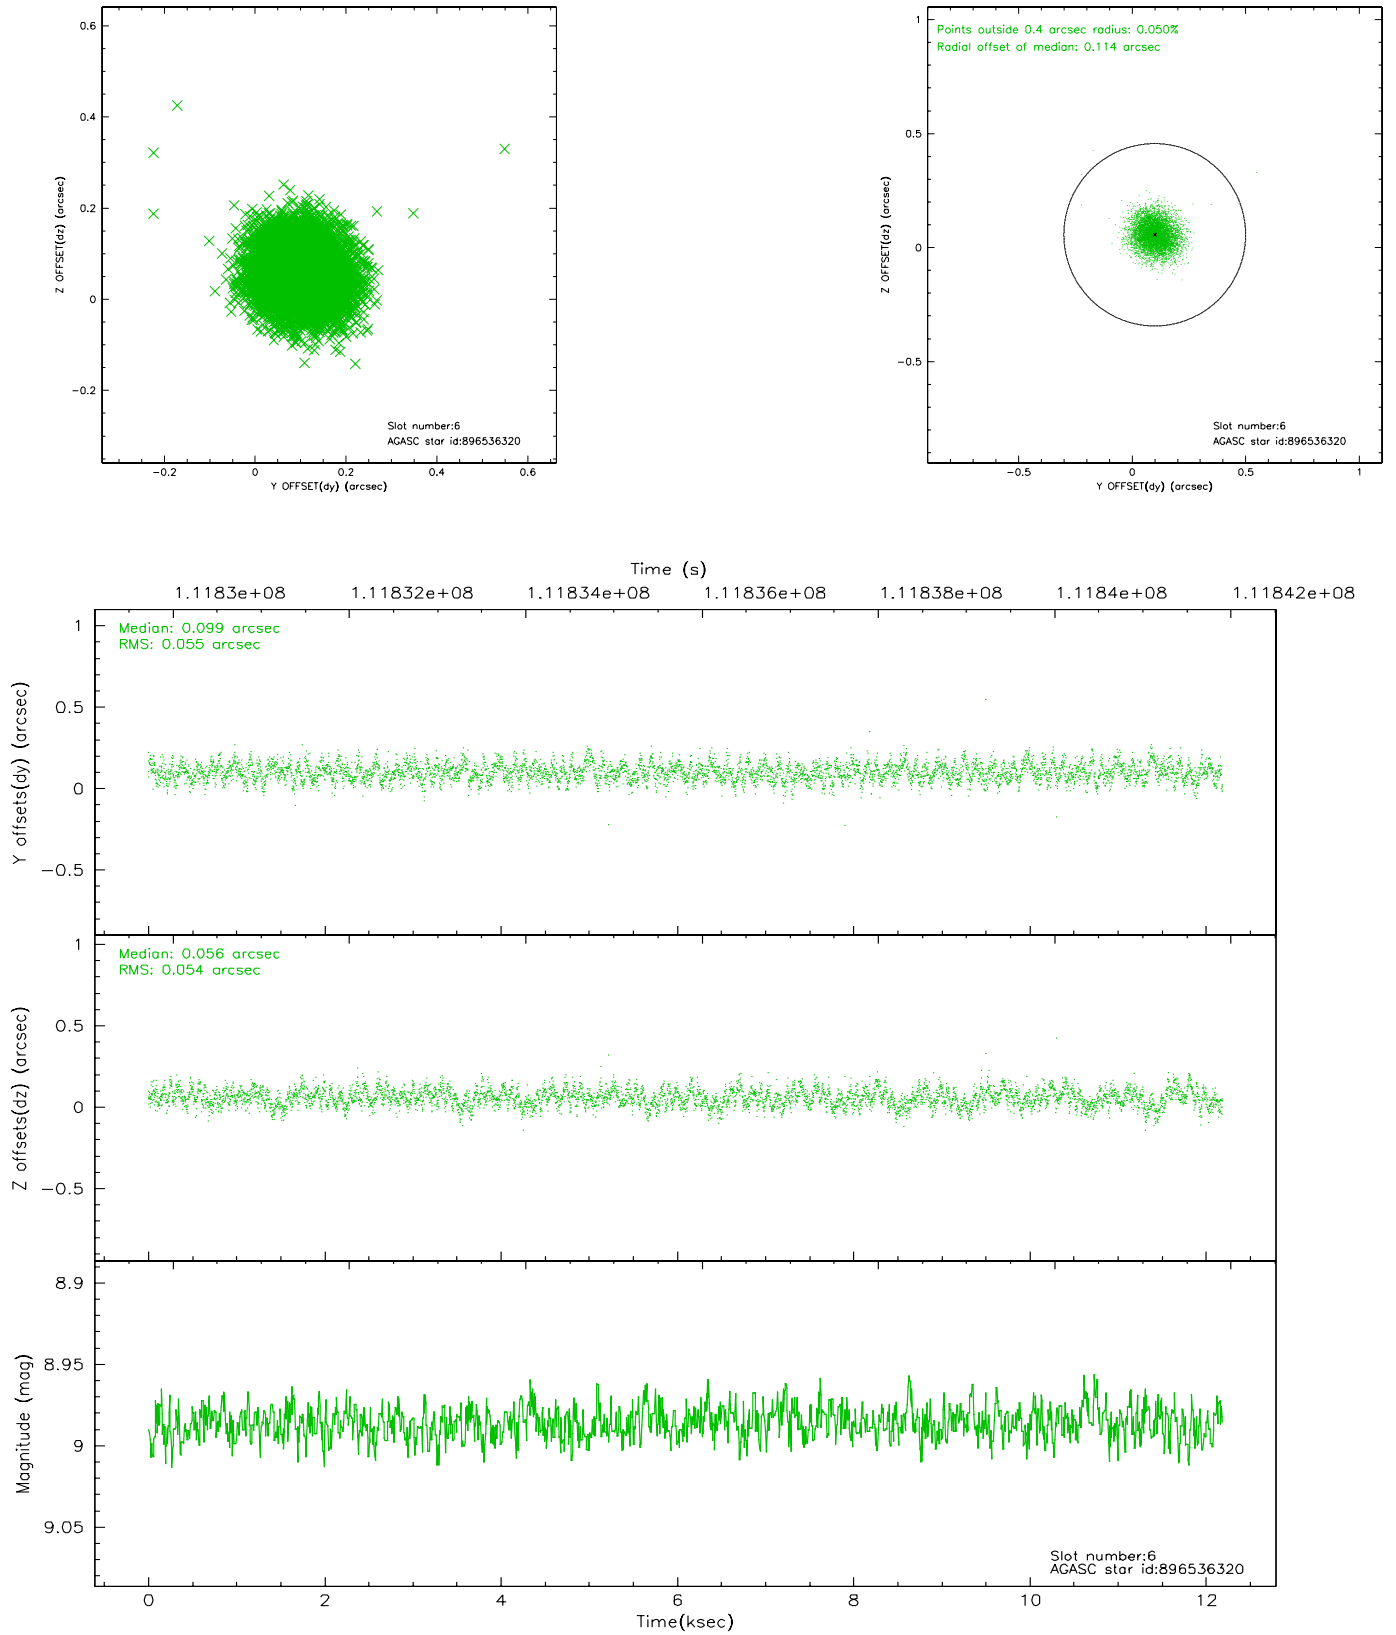 0.6
0.4
0.2
0
−0.2
Z OFFSET(dz) (arcsec)
Slot number:6
AGASC star id:896536320
−0.2 0 0.2 0.4 0.6
Y OFFSET(dy) (arcsec)
Points outside 0.4 arcsec radius: 0.050%
Radial offset of median: 0.114 arcsec
1
0.5
0
−0.5
Z OFFSET(dz) (arcsec)
Slot number:6
AGASC star id:896536320
−0.5 0 0.5 1
Y OFFSET(dy) (arcsec)
Time (s)
1.1183e+08 1.11832e+08 1.11834e+08 1.11836e+08 1.11838e+08 1.1184e+08 1.11842e+08
Median: 0.099 arcsec
RMS: 0.055 arcsec
1
0.5
0
−0.5
Y offsets(dy) (arcsec)
Median: 0.056 arcsec
RMS: 0.054 arcsec
1
0.5
0
−0.5
Z offsets(dz) (arcsec)
8.9
8.95
9
9.05
Magnitude (mag)
Slot number:6
AGASC star id:896536320
0 2 4 6 8 10 12
Time(ksec)